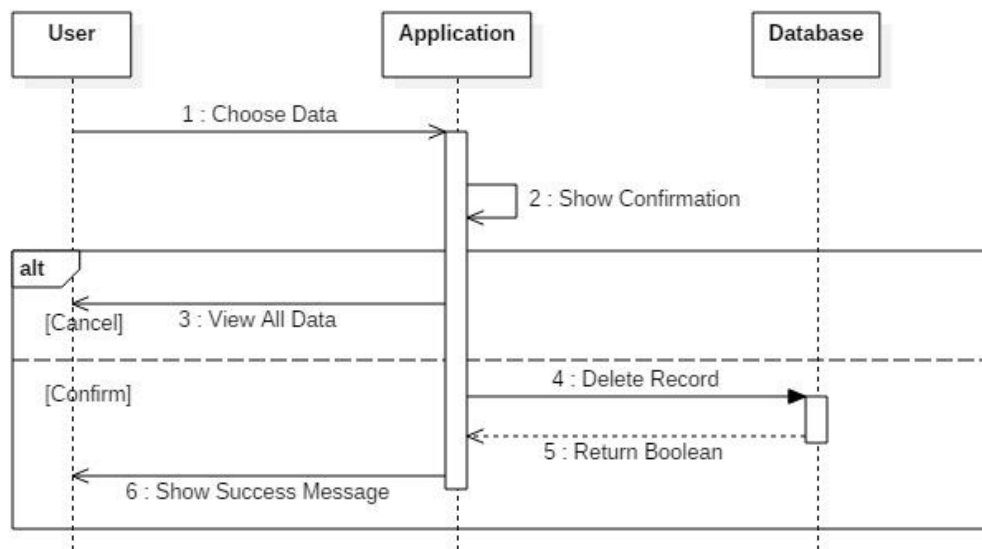 User
Application
Database
1 : Choose Data
2 : Show Confirmation
alt
[Cancel]
3 : View All Data
[Confirm]
4 : Delete Record
5 : Return Boolean
6 : Show Success Message